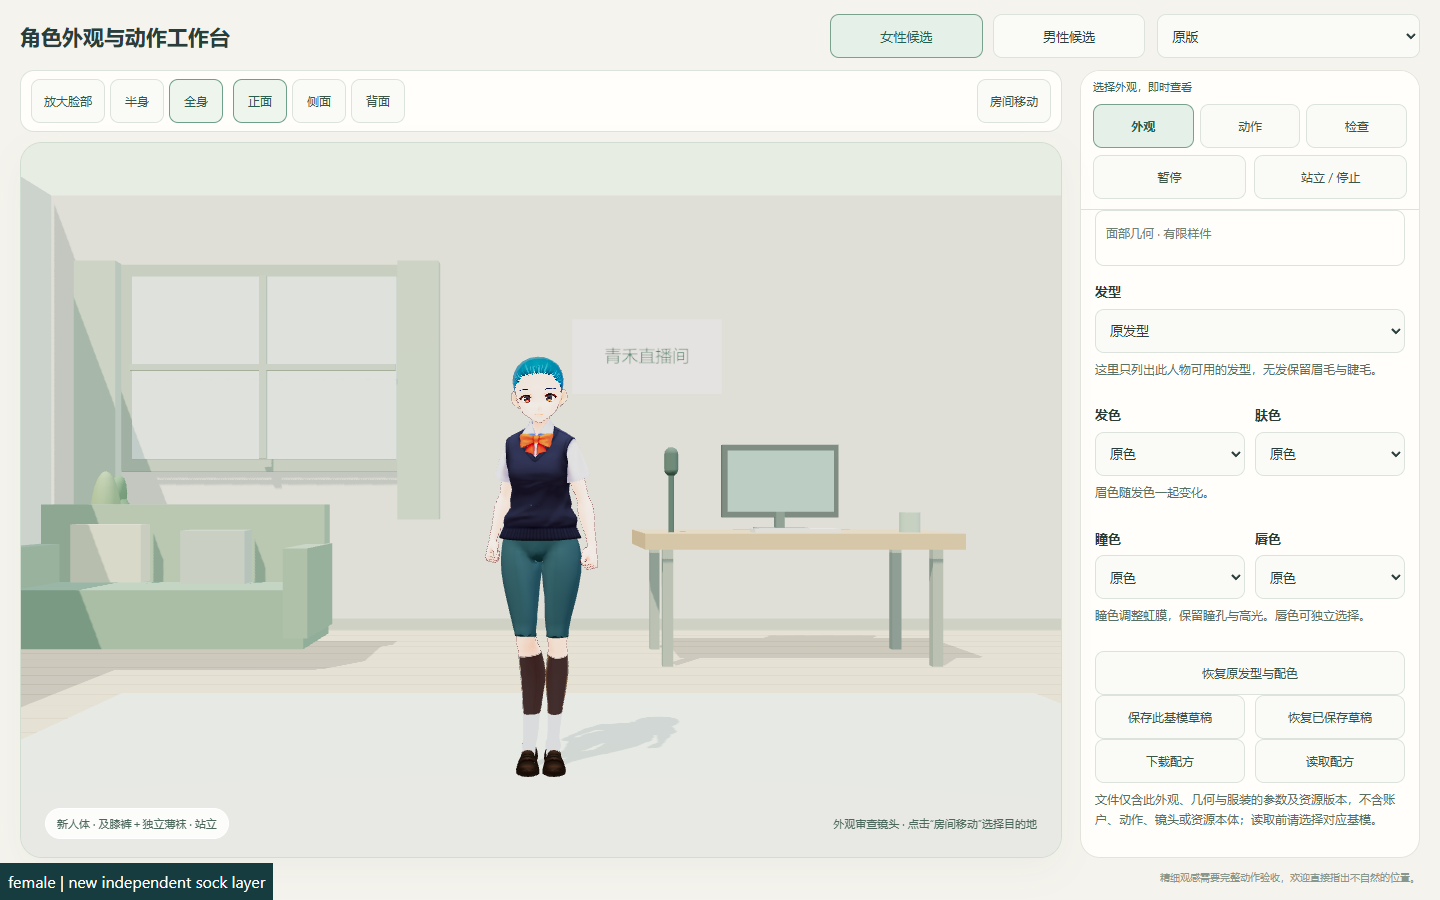 角色外观与动作工作台
女性候选
男性候选
原版
放大脸部
半身
全身
正面
侧面
背面
房间移动
青禾直播间
新人体 · 及膝裤 + 独立薄袜 · 站立
外观审查镜头 · 点击“房间移动”选择目的地
选择外观，即时查看
外观
动作
检查
暂停
站立 / 停止
面部几何 · 有限样件
发型
原发型
这里只列出此人物可用的发型，无发保留眉毛与睫毛。
发色
肤色
原色
原色
眉色随发色一起变化。
瞳色
唇色
原色
原色
瞳色调整虹膜，保留瞳孔与高光。唇色可独立选择。
恢复原发型与配色
保存此基模草稿
恢复已保存草稿
下载配方
读取配方
文件仅含此外观、几何与服装的参数及资源版本，不含账
户、动作、镜头或资源本体；读取前请选择对应基模。
female | new independent sock layer
精细观感需要完整动作验收，欢迎直接指出不自然的位置。